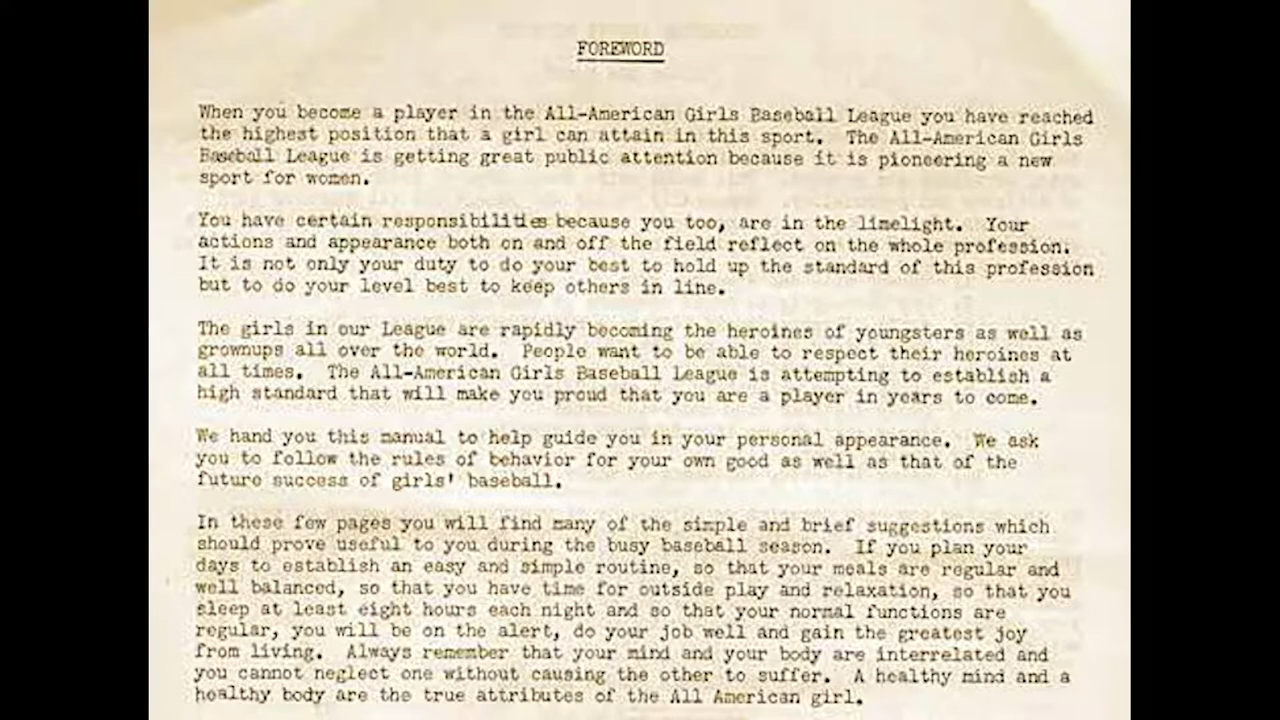 FOREWORD
When you become a player in the All-American Girls Baseball League you have reached
the highest position that a girl can attain in this sport. The All-American Girls
Baseball League is getting great public attention because it is pioneering a new
sport for women.
You have certain responsibilities because you too, are in the limelight. Your
actions and appearance both on and off the field reflect on the whole profession.
It is not only your duty to do your best to hold up the standard of this profession
but to do your level best to keep others in line.
The girls in our League are rapidly becoming the heroines of youngsters as well as
grownups all over the world. People want to be able to respect their heroines at
all times. The All-American Girls Baseball League is attempting to establish a
high standard that will make you proud that you are a player in years to come.
We hand you this manual to help guide you in your personal appearance. We ask
you to follow the rules of behavior for your own good as well as that of the
future success of girls' baseball.
In these few pages you will find many of the simple and brief suggestions which
should prove useful to you during the busy baseball season. If you plan your
days to establish an easy and simple routine, so that your meals are regular and
well balanced, so that you have time for outside play and relaxation, so that you
sleep at least eight hours each night and so that your normal functions are
regular, you will be on the alert, do your job well and gain the greatest joy
from living. Always remember that your mind and your body are interrelated and
you cannot neglect one without causing the other to suffer. A healthy mind and a
healthy body are the true attributes of the All American girl.